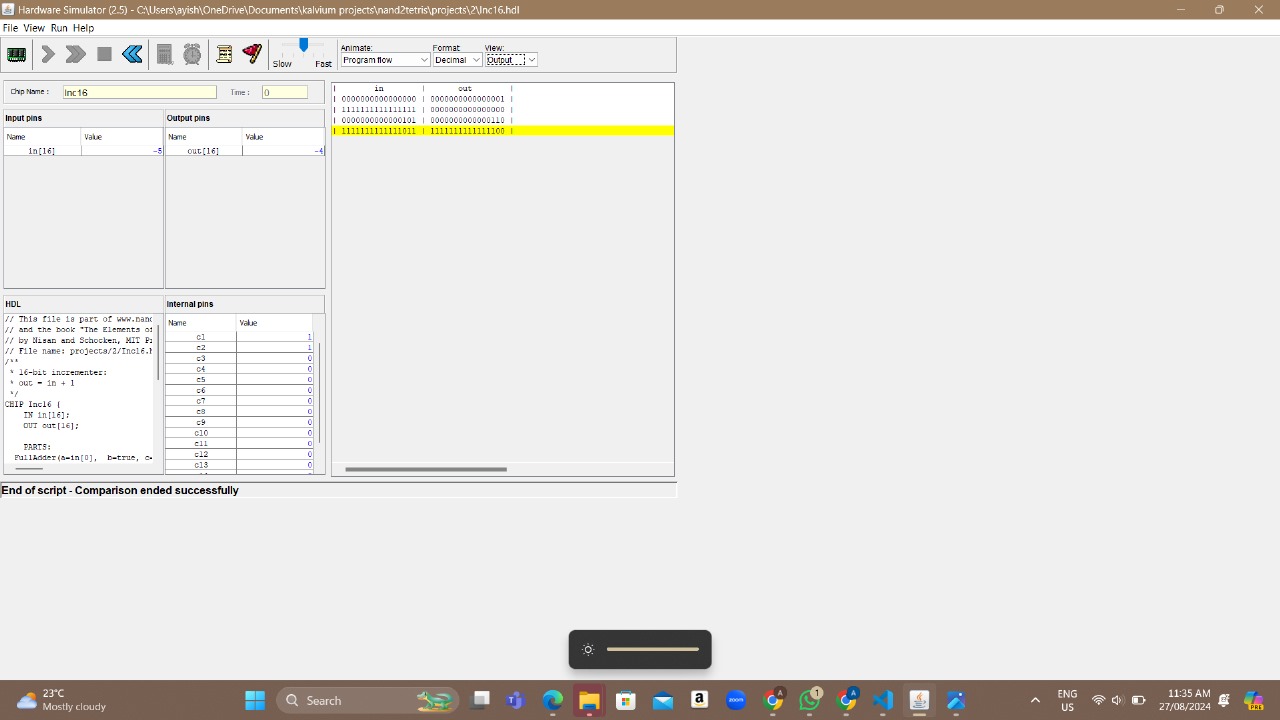 Hardware Simulator (2.5) - C:\Users\ayish\OneDrive\Documents\kalvium projects\nand2tetris\projects\2\Inc16.hdl
File View Run Help
Slow Fast
Animate: Format: View:
Program flow Decimal Output
Chip Name : Inc16 Time : 0
Input pins Output pins
Name Value Name Value
in[16] -5 out[16] -4
| in | out |
| 0000000000000000 | 0000000000000001 |
| 1111111111111111 | 0000000000000000 |
| 0000000000000101 | 0000000000000110 |
| 1111111111111011 | 1111111111111100 |
HDL
// This file is part of www.nand
// and the book "The Elements of
// by Nisan and Schocken, MIT Pr
// File name: projects/2/Inc16.h
/**
* 16-bit incrementer:
* out = in + 1
*/
CHIP Inc16 {
IN in[16];
OUT out[16];
PARTS:
FullAdder(a=in[0], b=true, c=
Internal pins
Name Value
c1 1
c2 1
c3 0
c4 0
c5 0
c6 0
c7 0
c8 0
c9 0
c10 0
c11 0
c12 0
c13 0
End of script - Comparison ended successfully
23°C
Mostly cloudy
Search
zoom
A
1
A
ENG
US
11:35 AM
27/08/2024
PRE